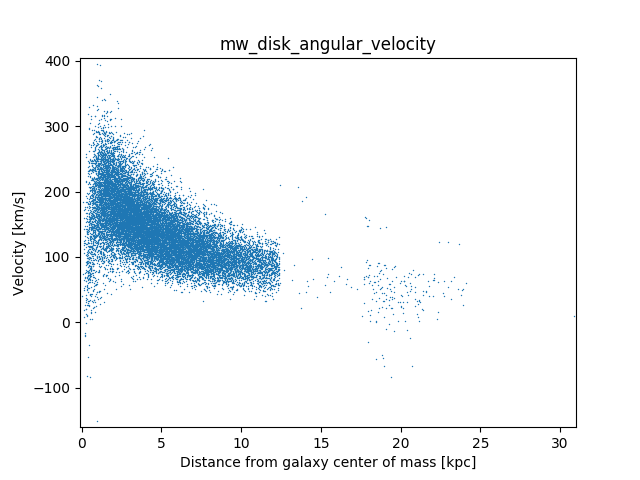 mw_disk_angular_velocity
400
300
200
100
0
−100
Velocity [km/s]
0 5 10 15 20 25 30
Distance from galaxy center of mass [kpc]